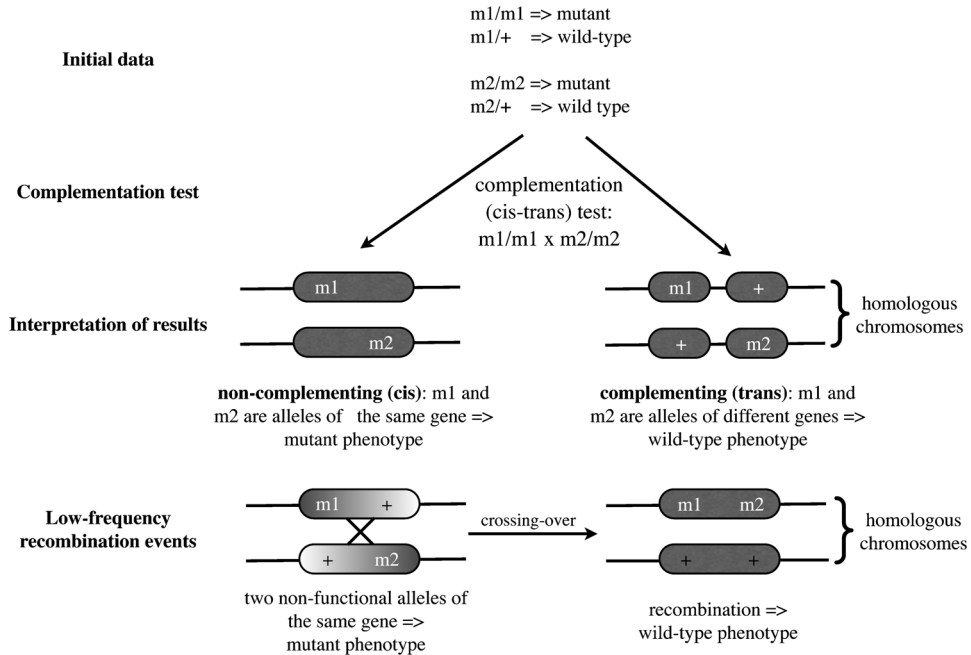 m1/m1 => mutant
m1/+ => wild-type
Initial data
m2/m2 => mutant
m2/+ => wild type
Complementation test
complementation
(cis-trans) test:
m1/m1 x m2/m2
m1
m1 +
Interpretation of results
m2
+ m2
homologous
chromosomes
non-complementing (cis): m1 and
m2 are alleles of the same gene =>
mutant phenotype
complementing (trans): m1 and
m2 are alleles of different genes =>
wild-type phenotype
Low-frequency
recombination events
m1 +
+ m2
crossing-over
m1 m2
+ +
homologous
chromosomes
two non-functional alleles of
the same gene =>
mutant phenotype
recombination =>
wild-type phenotype